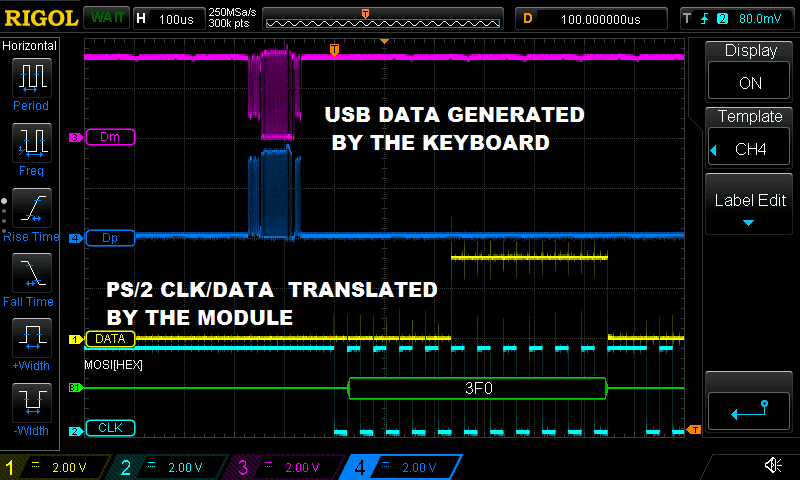 RIGOL WAIT H 100us 250MSa/s 300k pts T D 100.000000us T 2 80.0mV
Horizontal
Period
Freq
Rise Time
Fall Time
+Width
-Width
T
3 Dm
USB DATA GENERATED
BY THE KEYBOARD
4 Dp
PS/2 CLK/DATA TRANSLATED
BY THE MODULE
1 DATA
MOSI[HEX]
B1 3F0
2 CLK
T
Display
ON
Template
CH4
Label Edit
1 2.00 V 2 2.00 V 3 2.00 V 4 2.00 V